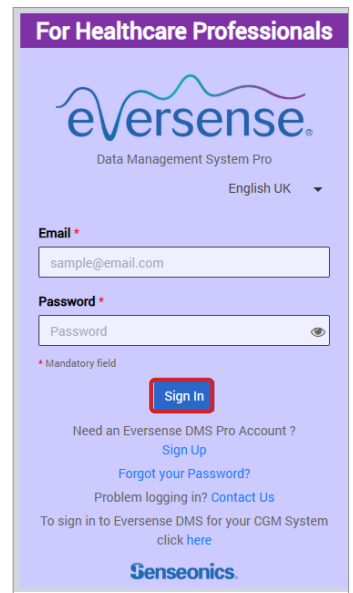 For Healthcare Professionals
eversense®
Data Management System Pro
English UK
Email *
sample@email.com
Password *
Password
* Mandatory field
Sign In
Need an Eversense DMS Pro Account ?
Sign Up
Forgot your Password?
Problem logging in? Contact Us
To sign in to Eversense DMS for your CGM System
click here
Senseonics.